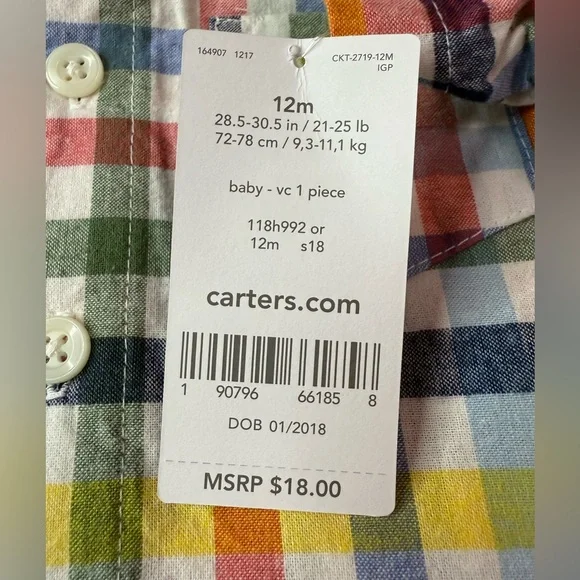 164907 1217
CKT-2719-12M
IGP
12m
28.5-30.5 in / 21-25 lb
72-78 cm / 9,3-11,1 kg
baby - vc 1 piece
118h992 or
12m s18
carters.com
1 90796 66185 8
DOB 01/2018
MSRP $18.00